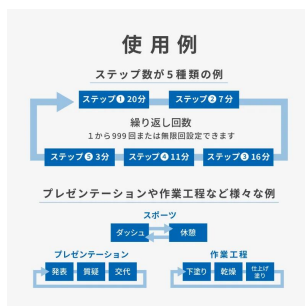 使用例
ステップ数が5種類の例
ステップ❶ 20分
ステップ❷ 7分
繰り返し回数
1から999回または無限回設定できます
ステップ❺ 3分
ステップ❹ 11分
ステップ❸ 16分
プレゼンテーションや作業工程など様々な例
スポーツ
ダッシュ
休憩
プレゼンテーション
発表
質疑
交代
作業工程
下塗り
乾燥
仕上げ
塗り